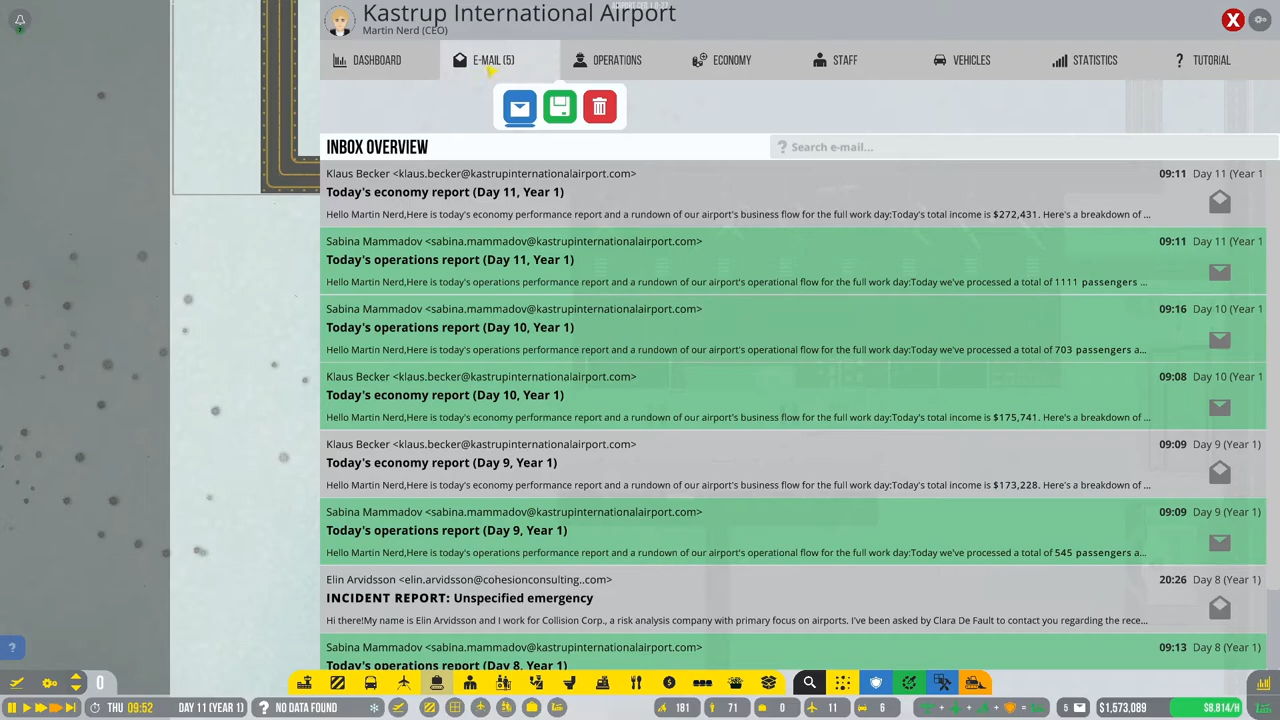 Kastrup International Airport
Martin Nerd (CEO)
DASHBOARD
E-MAIL (5)
OPERATIONS
ECONOMY
STAFF
VEHICLES
STATISTICS
? TUTORIAL
INBOX OVERVIEW
? Search e-mail...
Klaus Becker <klaus.becker@kastrupinternationalairport.com>
09:11 Day 11 (Year 1
Today's economy report (Day 11, Year 1)
Hello Martin Nerd,Here is today's economy performance report and a rundown of our airport's business flow for the full work day:Today's total income is $272,431. Here's a breakdown of ...
Sabina Mammadov <sabina.mammadov@kastrupinternationalairport.com>
09:11 Day 11 (Year 1
Today's operations report (Day 11, Year 1)
Hello Martin Nerd,Here is today's operations performance report and a rundown of our airport's operational flow for the full work day:Today we've processed a total of 1111 passengers ...
Sabina Mammadov <sabina.mammadov@kastrupinternationalairport.com>
09:16 Day 10 (Year 1
Today's operations report (Day 10, Year 1)
Hello Martin Nerd,Here is today's operations performance report and a rundown of our airport's operational flow for the full work day:Today we've processed a total of 703 passengers a...
Klaus Becker <klaus.becker@kastrupinternationalairport.com>
09:08 Day 10 (Year 1
Today's economy report (Day 10, Year 1)
Hello Martin Nerd,Here is today's economy performance report and a rundown of our airport's business flow for the full work day:Today's total income is $175,741. Here's a breakdown of ...
Klaus Becker <klaus.becker@kastrupinternationalairport.com>
09:09 Day 9 (Year 1)
Today's economy report (Day 9, Year 1)
Hello Martin Nerd,Here is today's economy performance report and a rundown of our airport's business flow for the full work day:Today's total income is $173,228. Here's a breakdown of ...
Sabina Mammadov <sabina.mammadov@kastrupinternationalairport.com>
09:09 Day 9 (Year 1)
Today's operations report (Day 9, Year 1)
Hello Martin Nerd,Here is today's operations performance report and a rundown of our airport's operational flow for the full work day:Today we've processed a total of 545 passengers a...
Elin Arvidsson <elin.arvidsson@cohesionconsulting..com>
20:26 Day 8 (Year 1)
INCIDENT REPORT: Unspecified emergency
Hi there!My name is Elin Arvidsson and I work for Collision Corp., a risk analysis company with primary focus on airports. I've been asked by Clara De Fault to contact you regarding the rece...
Sabina Mammadov <sabina.mammadov@kastrupinternationalairport.com>
09:13 Day 8 (Year 1)
Today's operations report (Day 8, Year 1)
?
0
THU 09:52
DAY 11 (YEAR 1)
? NO DATA FOUND
181
71
0
11
6
5
$1,573,089
$8,814/H